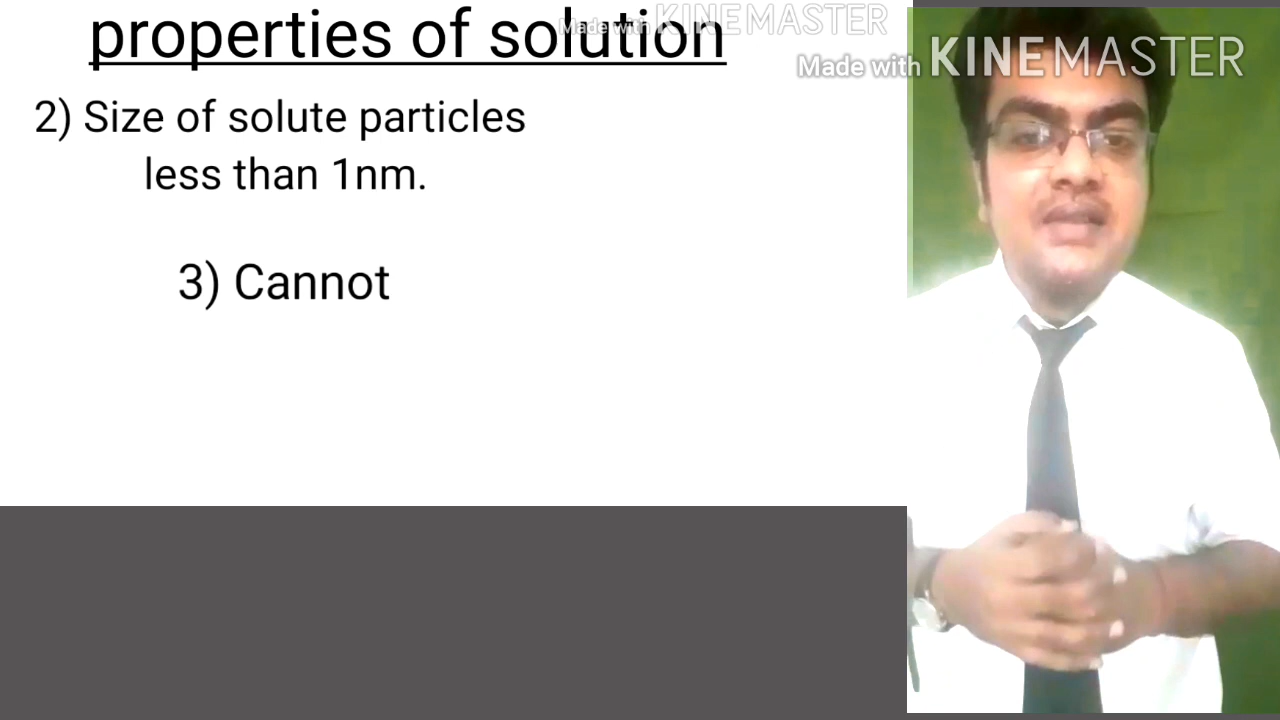 properties of solution
Made with KINEMASTER
Made with KINEMASTER
2) Size of solute particles
less than 1nm.
3) Cannot